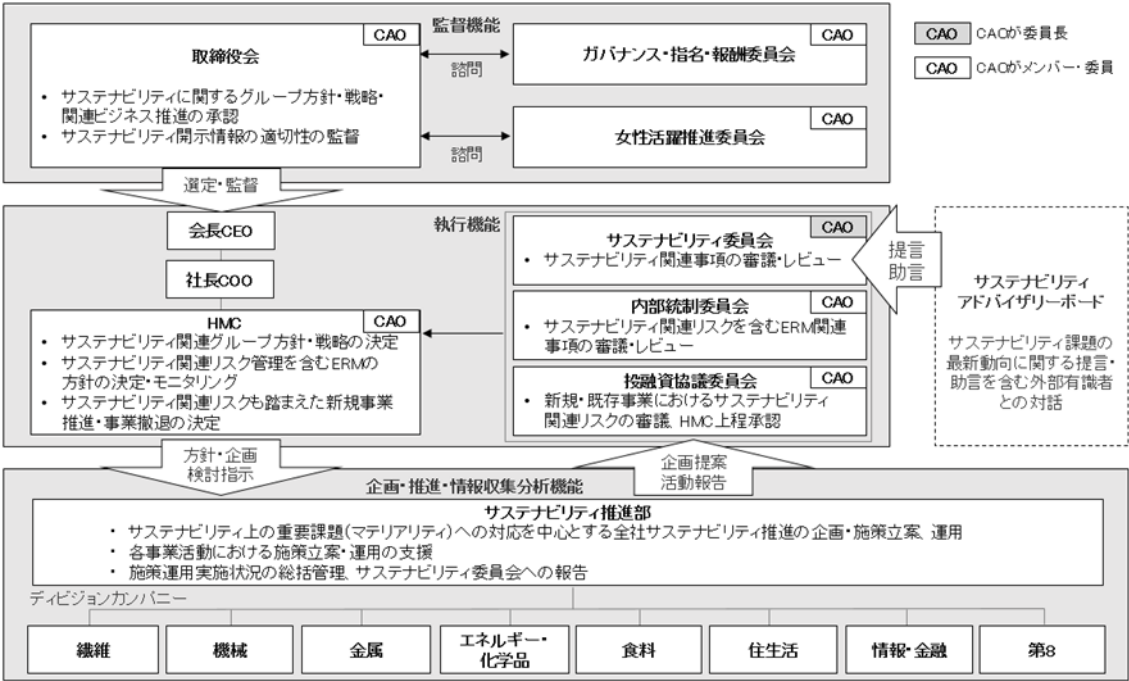 監督機能
取締役会
CAO
・ サステナビリティに関するグループ方針・戦略・
関連ビジネス推進の承認
・ サステナビリティ開示情報の適切性の監督
諮問
ガバナンス・指名・報酬委員会
CAO
諮問
女性活躍推進委員会
CAO
CAO CAOが委員長
CAO CAOがメンバー・委員
選定・監督
執行機能
会長CEO
社長COO
HMC
CAO
・ サステナビリティ関連グループ方針・戦略の決定
・ サステナビリティ関連リスク管理を含むERMの
方針の決定・モニタリング
・ サステナビリティ関連リスクも踏まえた新規事業
推進・事業撤退の決定
サステナビリティ委員会
CAO
・ サステナビリティ関連事項の審議・レビュー
内部統制委員会
CAO
・ サステナビリティ関連リスクを含むERM関連
事項の審議・レビュー
投融資協議委員会
CAO
・ 新規・既存事業におけるサステナビリティ
関連リスクの審議、HMC上程承認
提言
助言
サステナビリティ
アドバイザリーボード
サステナビリティ課題の
最新動向に関する提言・
助言を含む外部有識者
との対話
方針・企画
検討指示
企画提案
活動報告
企画・推進・情報収集分析機能
サステナビリティ推進部
・ サステナビリティ上の重要課題(マテリアリティ)への対応を中心とする全社サステナビリティ推進の企画・施策立案、運用
・ 各事業活動における施策立案・運用の支援
・ 施策運用実施状況の総括管理、サステナビリティ委員会への報告
ディビジョンカンパニー
繊維
機械
金属
エネルギー・
化学品
食料
住生活
情報・金融
第8